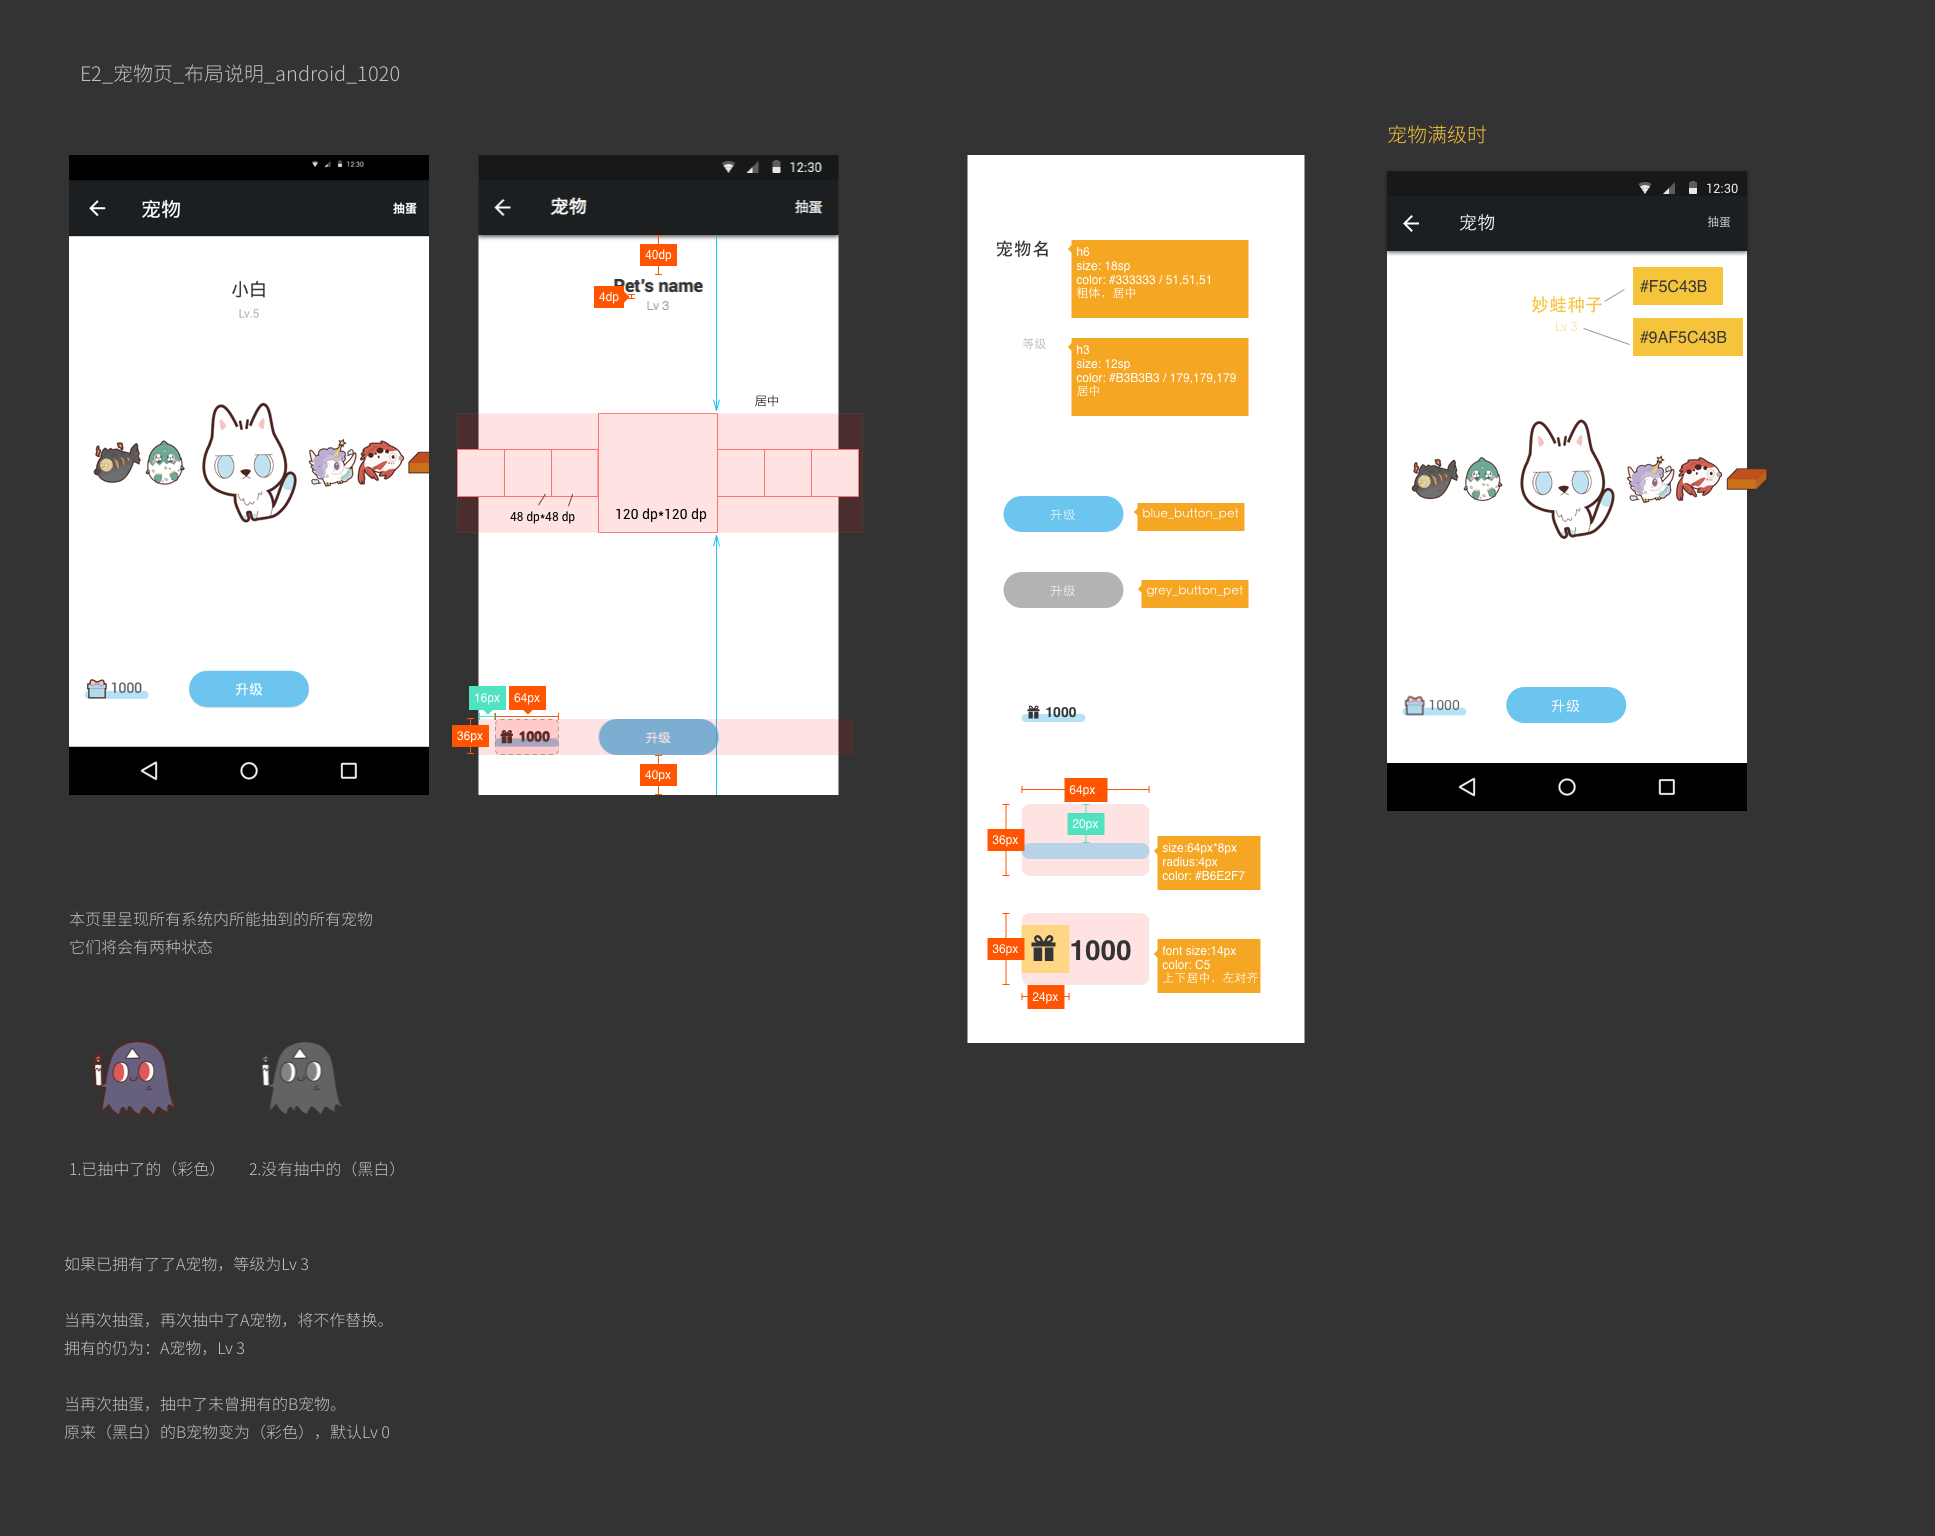 E2_宠物页_布局说明_android_1020
12:30
宠物
抽蛋
小白
Lv.5
1000
升级
12:30
宠物
抽蛋
40dp
Pet's name
4dp
Lv 3
居中
48 dp*48 dp
120 dp*120 dp
16px
64px
36px
1000
升级
40px
宠物名
h6
size: 18sp
color: #333333 / 51,51,51
粗体，居中
等级
h3
size: 12sp
color: #B3B3B3 / 179,179,179
居中
升级
blue_button_pet
升级
grey_button_pet
1000
64px
20px
36px
size:64px*8px
radius:4px
color: #B6E2F7
36px
1000
font size:14px
color: C5
上下居中，左对齐
24px
宠物满级时
12:30
宠物
抽蛋
#F5C43B
妙蛙种子
Lv 3
#9AF5C43B
1000
升级
本页里呈现所有系统内所能抽到的所有宠物
它们将会有两种状态
1.已抽中了的（彩色）
2.没有抽中的（黑白）
如果已拥有了了A宠物，等级为Lv 3
当再次抽蛋，再次抽中了A宠物，将不作替换。
拥有的仍为：A宠物，Lv 3
当再次抽蛋，抽中了未曾拥有的B宠物。
原来（黑白）的B宠物变为（彩色），默认Lv 0